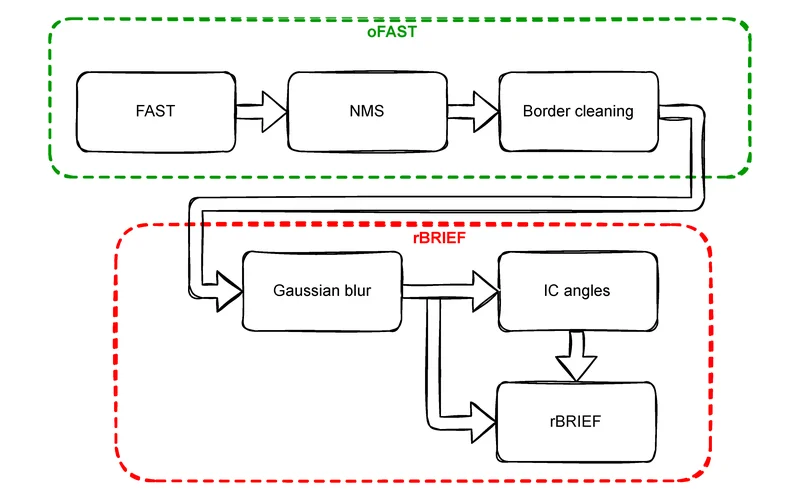 oFAST
FAST
NMS
Border cleaning
rBRIEF
Gaussian blur
IC angles
rBRIEF